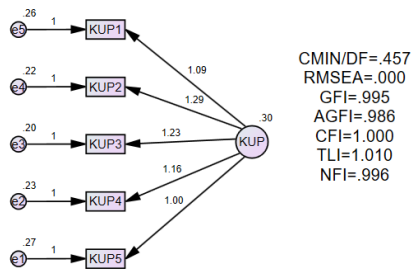 .26
e5 1 KUP1
.22
e4 1 KUP2
.20
e3 1 KUP3
.23
e2 1 KUP4
.27
e1 1 KUP5
1.09
1.29
1.23
1.16
1.00
.30
KUP
CMIN/DF=.457
RMSEA=.000
GFI=.995
AGFI=.986
CFI=1.000
TLI=1.010
NFI=.996